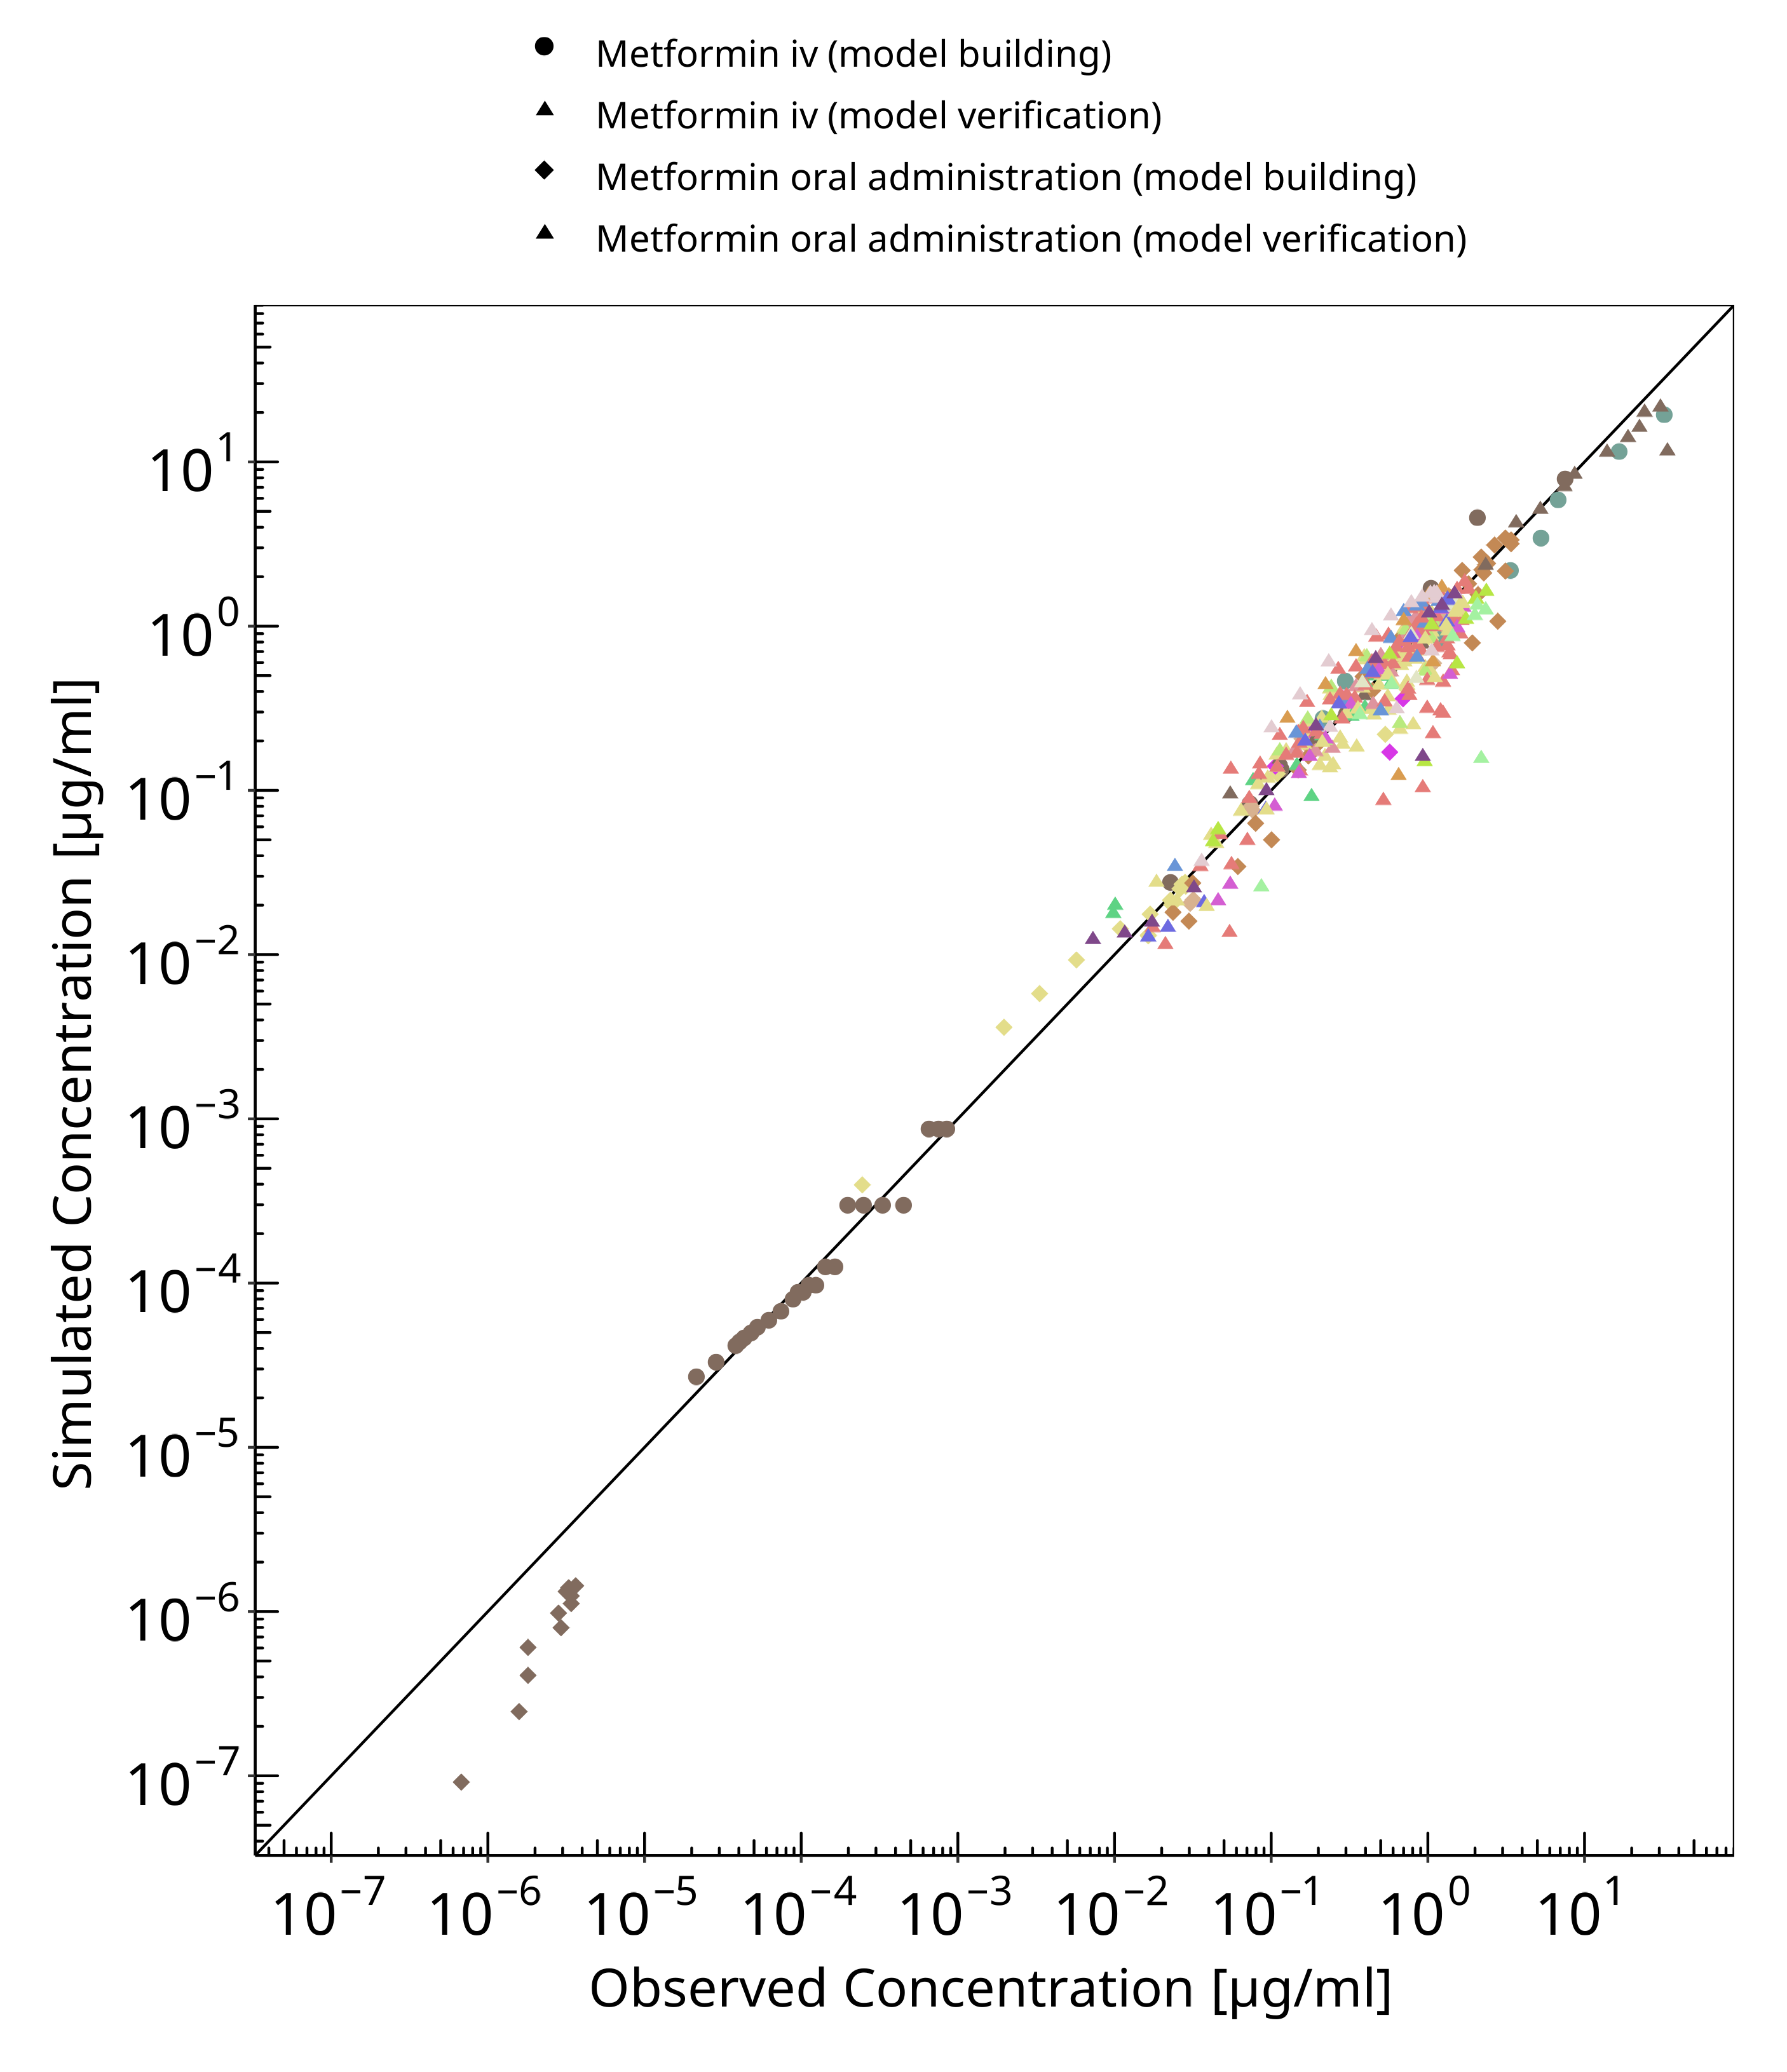 Metformin iv (model building)
Metformin iv (model verification)
Metformin oral administration (model building)
Metformin oral administration (model verification)
Simulated Concentration [µg/ml]
10^1
10^0
10^−1
10^−2
10^−3
10^−4
10^−5
10^−6
10^−7
10^−7 10^−6 10^−5 10^−4 10^−3 10^−2 10^−1 10^0 10^1
Observed Concentration [µg/ml]